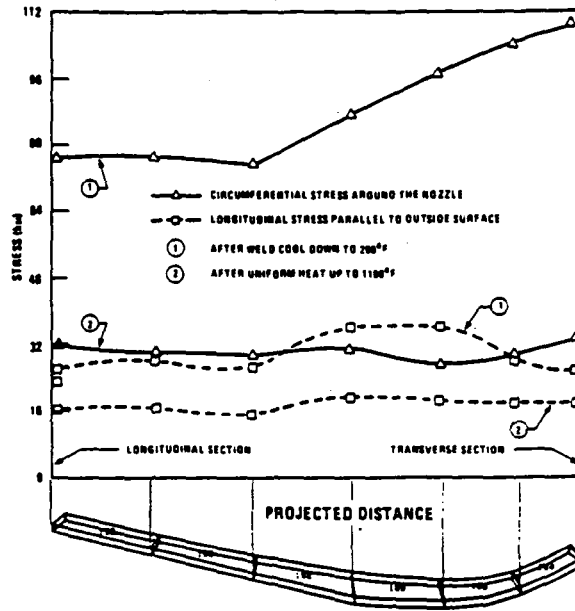 112
96
80
64
48
32
16
0
STRESS (ksi)
1
CIRCUMFERENTIAL STRESS AROUND THE NOZZLE
LONGITUDINAL STRESS PARALLEL TO OUTSIDE SURFACE
1 AFTER WELD COOL DOWN TO 200°F
2 AFTER UNIFORM HEAT UP TO 1100°F
1
2
2
LONGITUDINAL SECTION
TRANSVERSE SECTION
PROJECTED DISTANCE